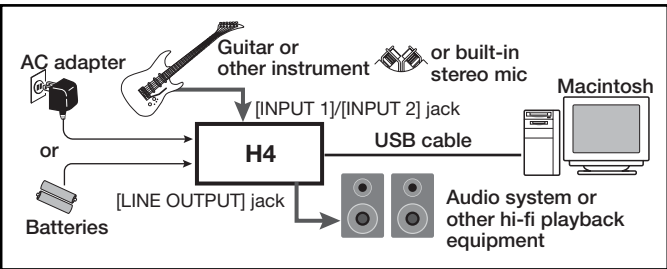 AC adapter
Guitar or
other instrument
or built-in
stereo mic
Macintosh
[INPUT 1]/[INPUT 2] jack
or
H4
USB cable
[LINE OUTPUT] jack
Batteries
Audio system or
other hi-fi playback
equipment